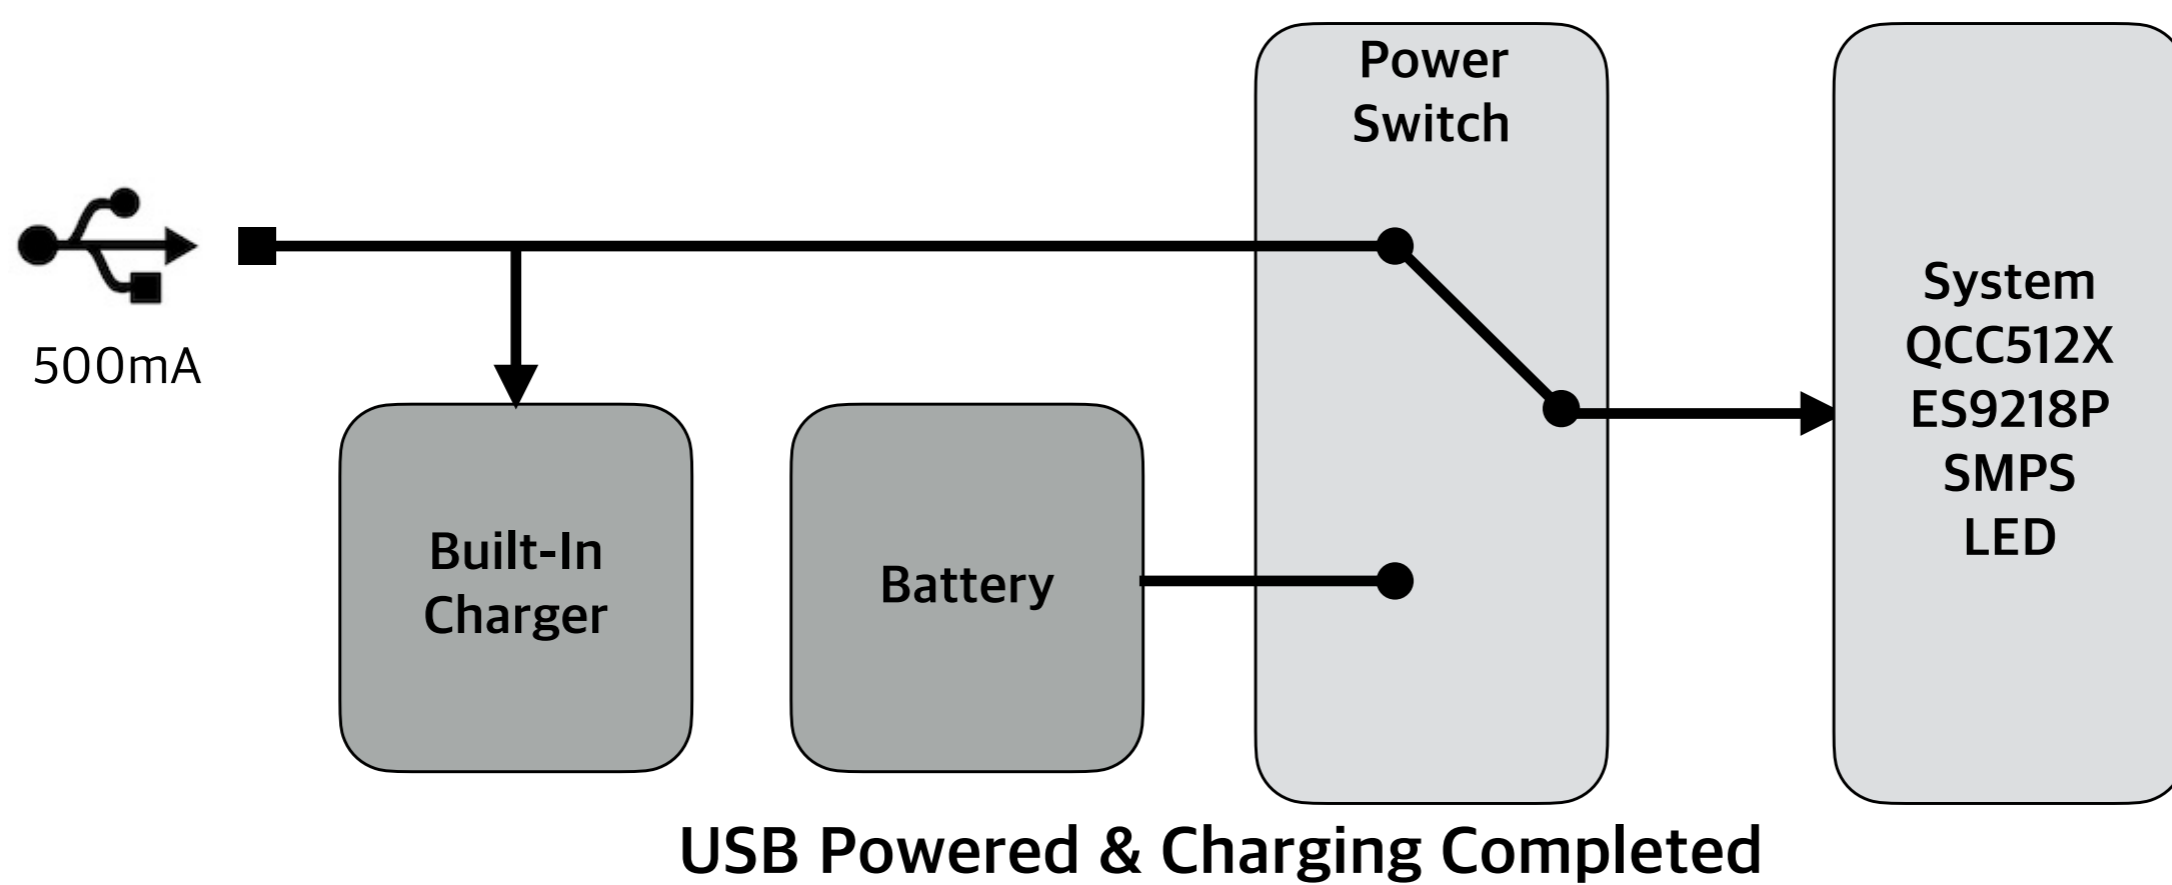 Power
Switch
500mA
System
QCC512X
ES9218P
SMPS
LED
Built-In
Charger
Battery
USB Powered & Charging Completed